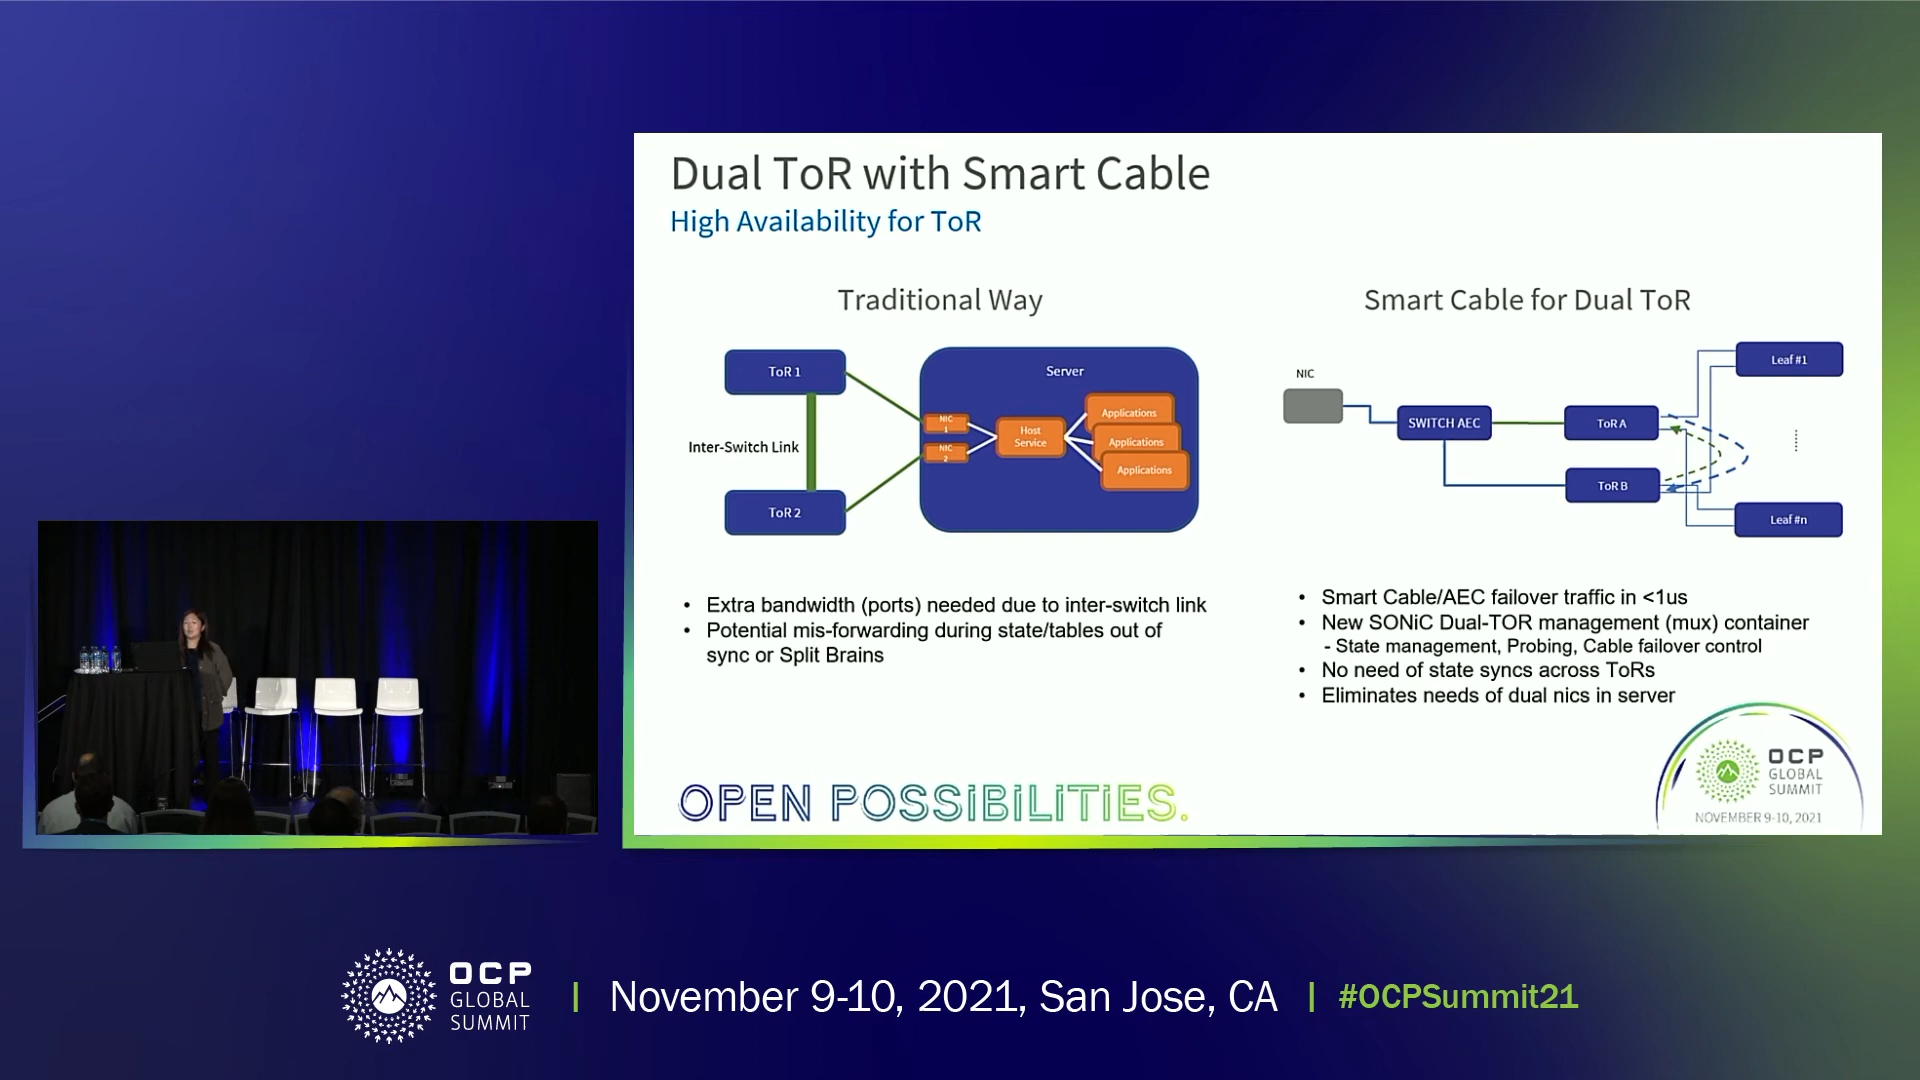 Dual ToR with Smart Cable
High Availability for ToR
Traditional Way
ToR 1
Inter-Switch Link
ToR 2
Server
NIC
1
NIC
2
Host
Service
Applications
Applications
Applications
• Extra bandwidth (ports) needed due to inter-switch link
• Potential mis-forwarding during state/tables out of
sync or Split Brains
Smart Cable for Dual ToR
NIC
SWITCH AEC
ToR A
ToR B
Leaf #1
Leaf #n
• Smart Cable/AEC failover traffic in <1us
• New SONiC Dual-TOR management (mux) container
- State management, Probing, Cable failover control
• No need of state syncs across ToRs
• Eliminates needs of dual nics in server
OPEN POSSIBILITIES.
OCP
GLOBAL
SUMMIT
NOVEMBER 9-10, 2021
OCP
GLOBAL
SUMMIT
| November 9-10, 2021, San Jose, CA | #OCPSummit21